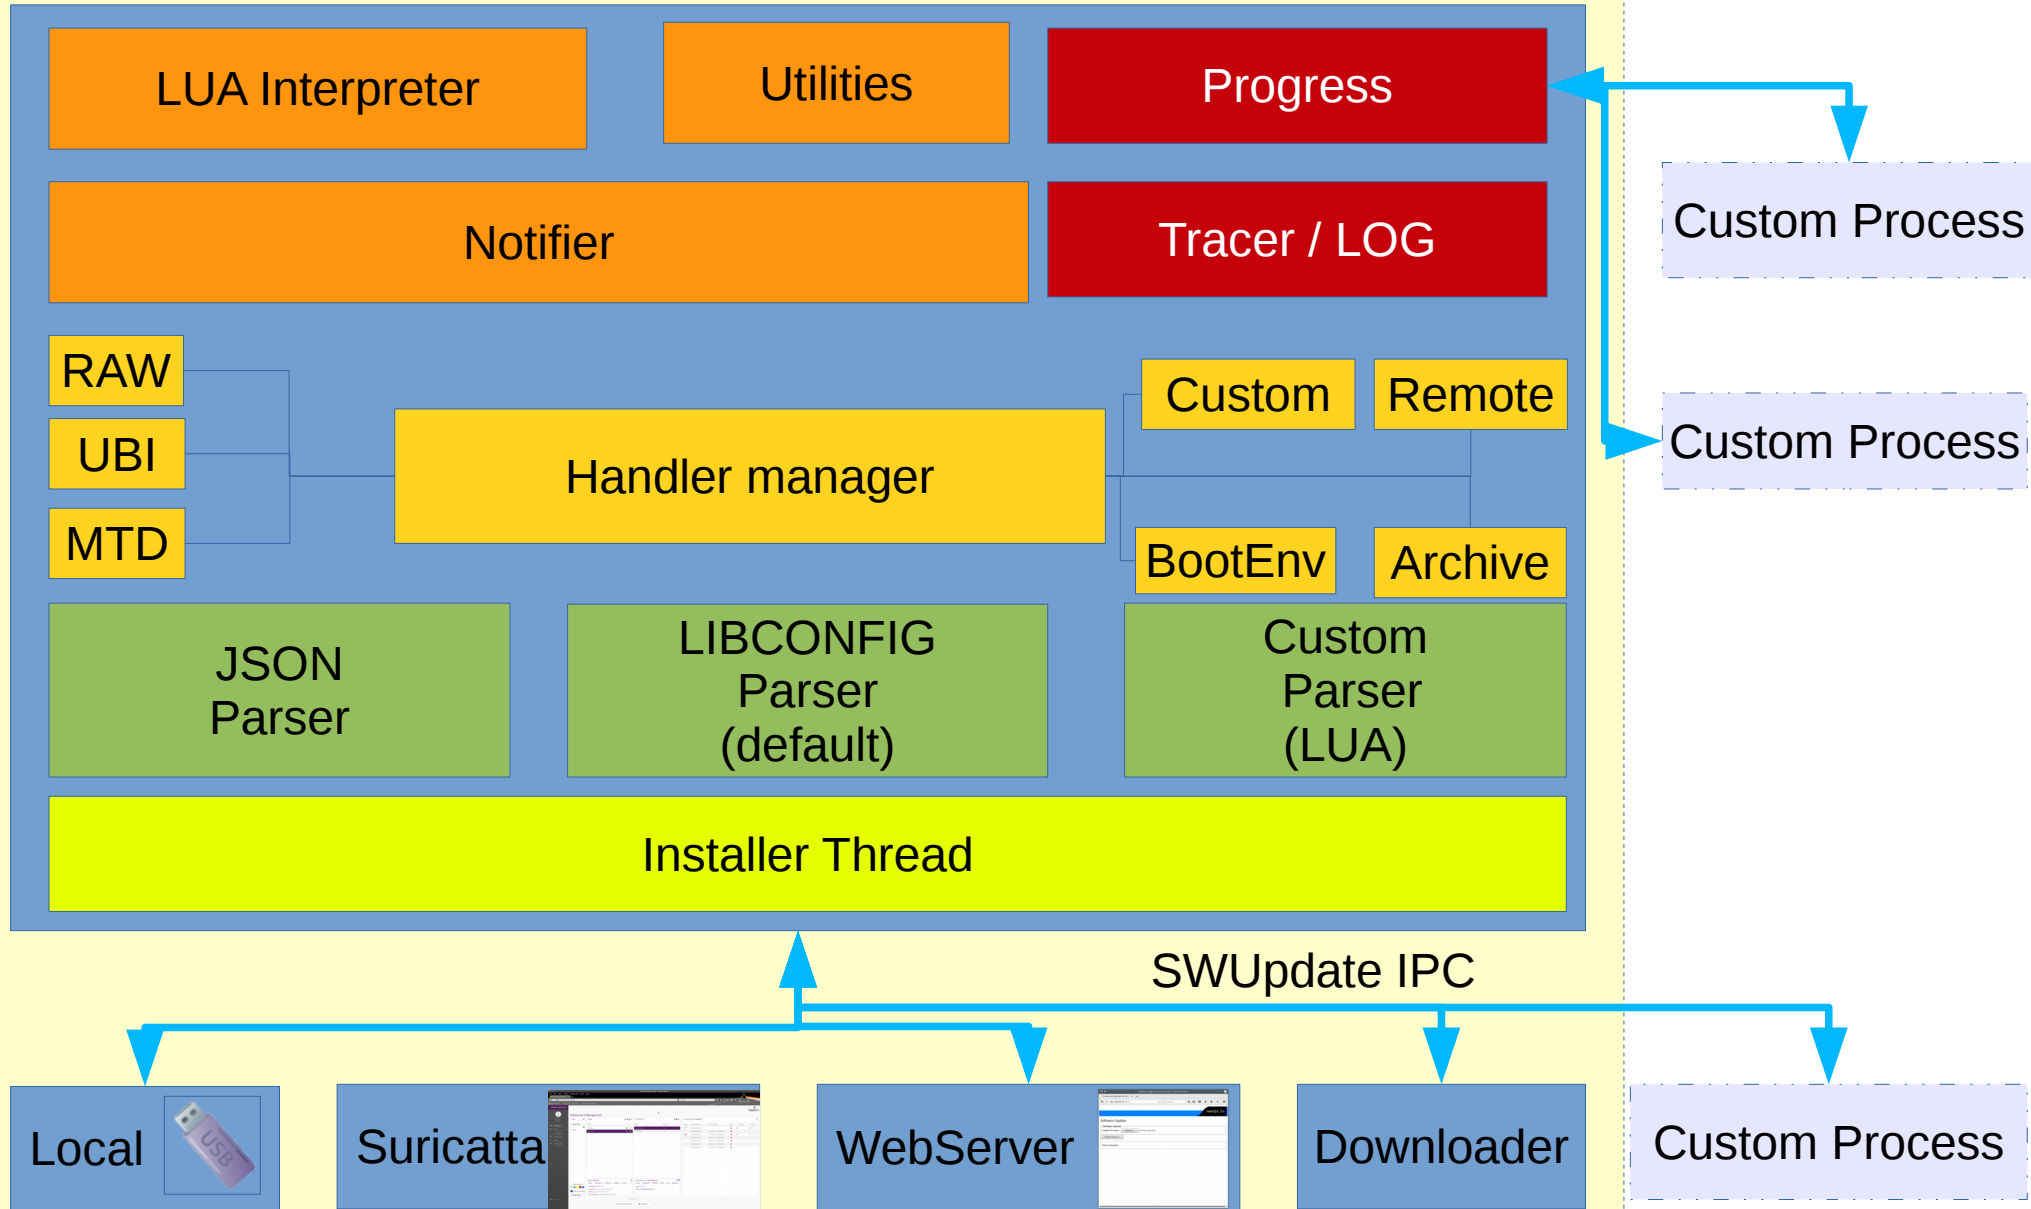 LUA Interpreter
Utilities
Progress
Custom Process
Notifier
Tracer / LOG
RAW
UBI
MTD
Handler manager
Custom
Remote
BootEnv
Archive
Custom Process
JSON
Parser
LIBCONFIG
Parser
(default)
Custom
Parser
(LUA)
Installer Thread
SWUpdate IPC
Local
USB
Suricatta
WebServer
Downloader
Custom Process